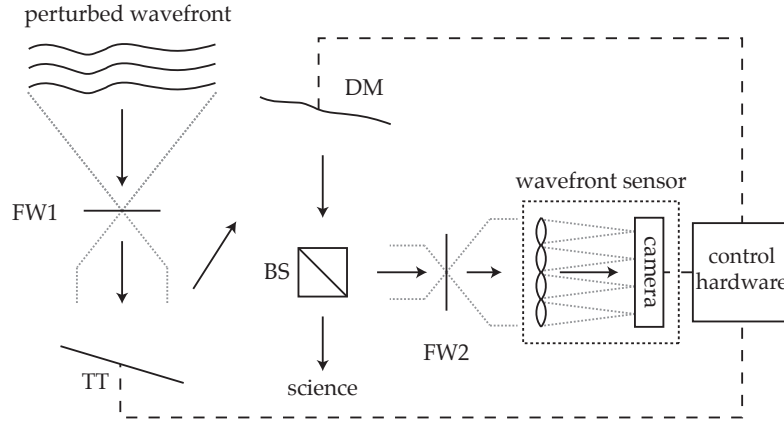 perturbed wavefront
DM
FW1
wavefront sensor
BS
camera
control
hardware
FW2
TT
science